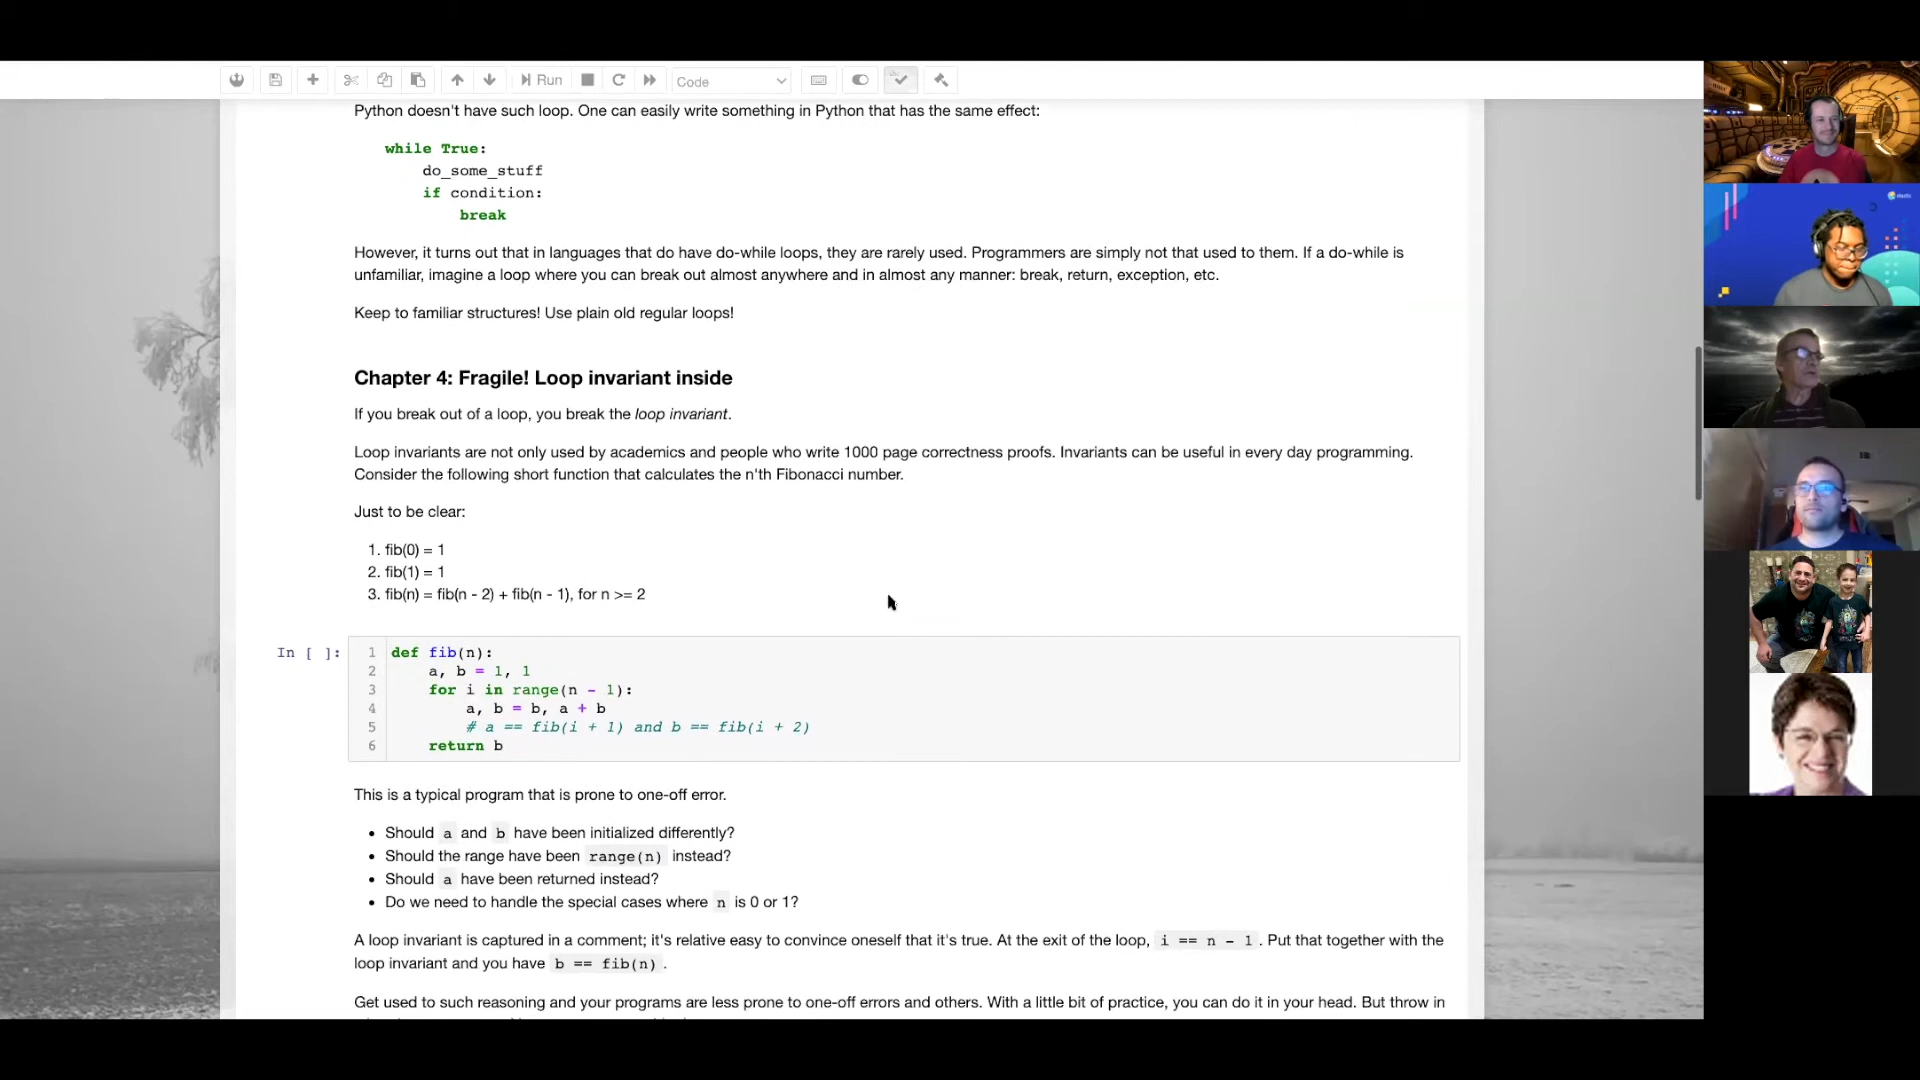 Run
Code
Python doesn't have such loop. One can easily write something in Python that has the same effect:
while True:
do_some_stuff
if condition:
break
However, it turns out that in languages that do have do-while loops, they are rarely used. Programmers are simply not that used to them. If a do-while is
unfamiliar, imagine a loop where you can break out almost anywhere and in almost any manner: break, return, exception, etc.
Keep to familiar structures! Use plain old regular loops!
Chapter 4: Fragile! Loop invariant inside
If you break out of a loop, you break the loop invariant.
Loop invariants are not only used by academics and people who write 1000 page correctness proofs. Invariants can be useful in every day programming.
Consider the following short function that calculates the n'th Fibonacci number.
Just to be clear:
1. fib(0) = 1
2. fib(1) = 1
3. fib(n) = fib(n - 2) + fib(n - 1), for n >= 2
In [ ]:
1 def fib(n):
2 a, b = 1, 1
3 for i in range(n - 1):
4 a, b = b, a + b
5 # a == fib(i + 1) and b == fib(i + 2)
6 return b
This is a typical program that is prone to one-off error.
• Should a and b have been initialized differently?
• Should the range have been range(n) instead?
• Should a have been returned instead?
• Do we need to handle the special cases where n is 0 or 1?
A loop invariant is captured in a comment; it's relative easy to convince oneself that it's true. At the exit of the loop, i == n - 1 . Put that together with the
loop invariant and you have b == fib(n) .
Get used to such reasoning and your programs are less prone to one-off errors and others. With a little bit of practice, you can do it in your head. But throw in